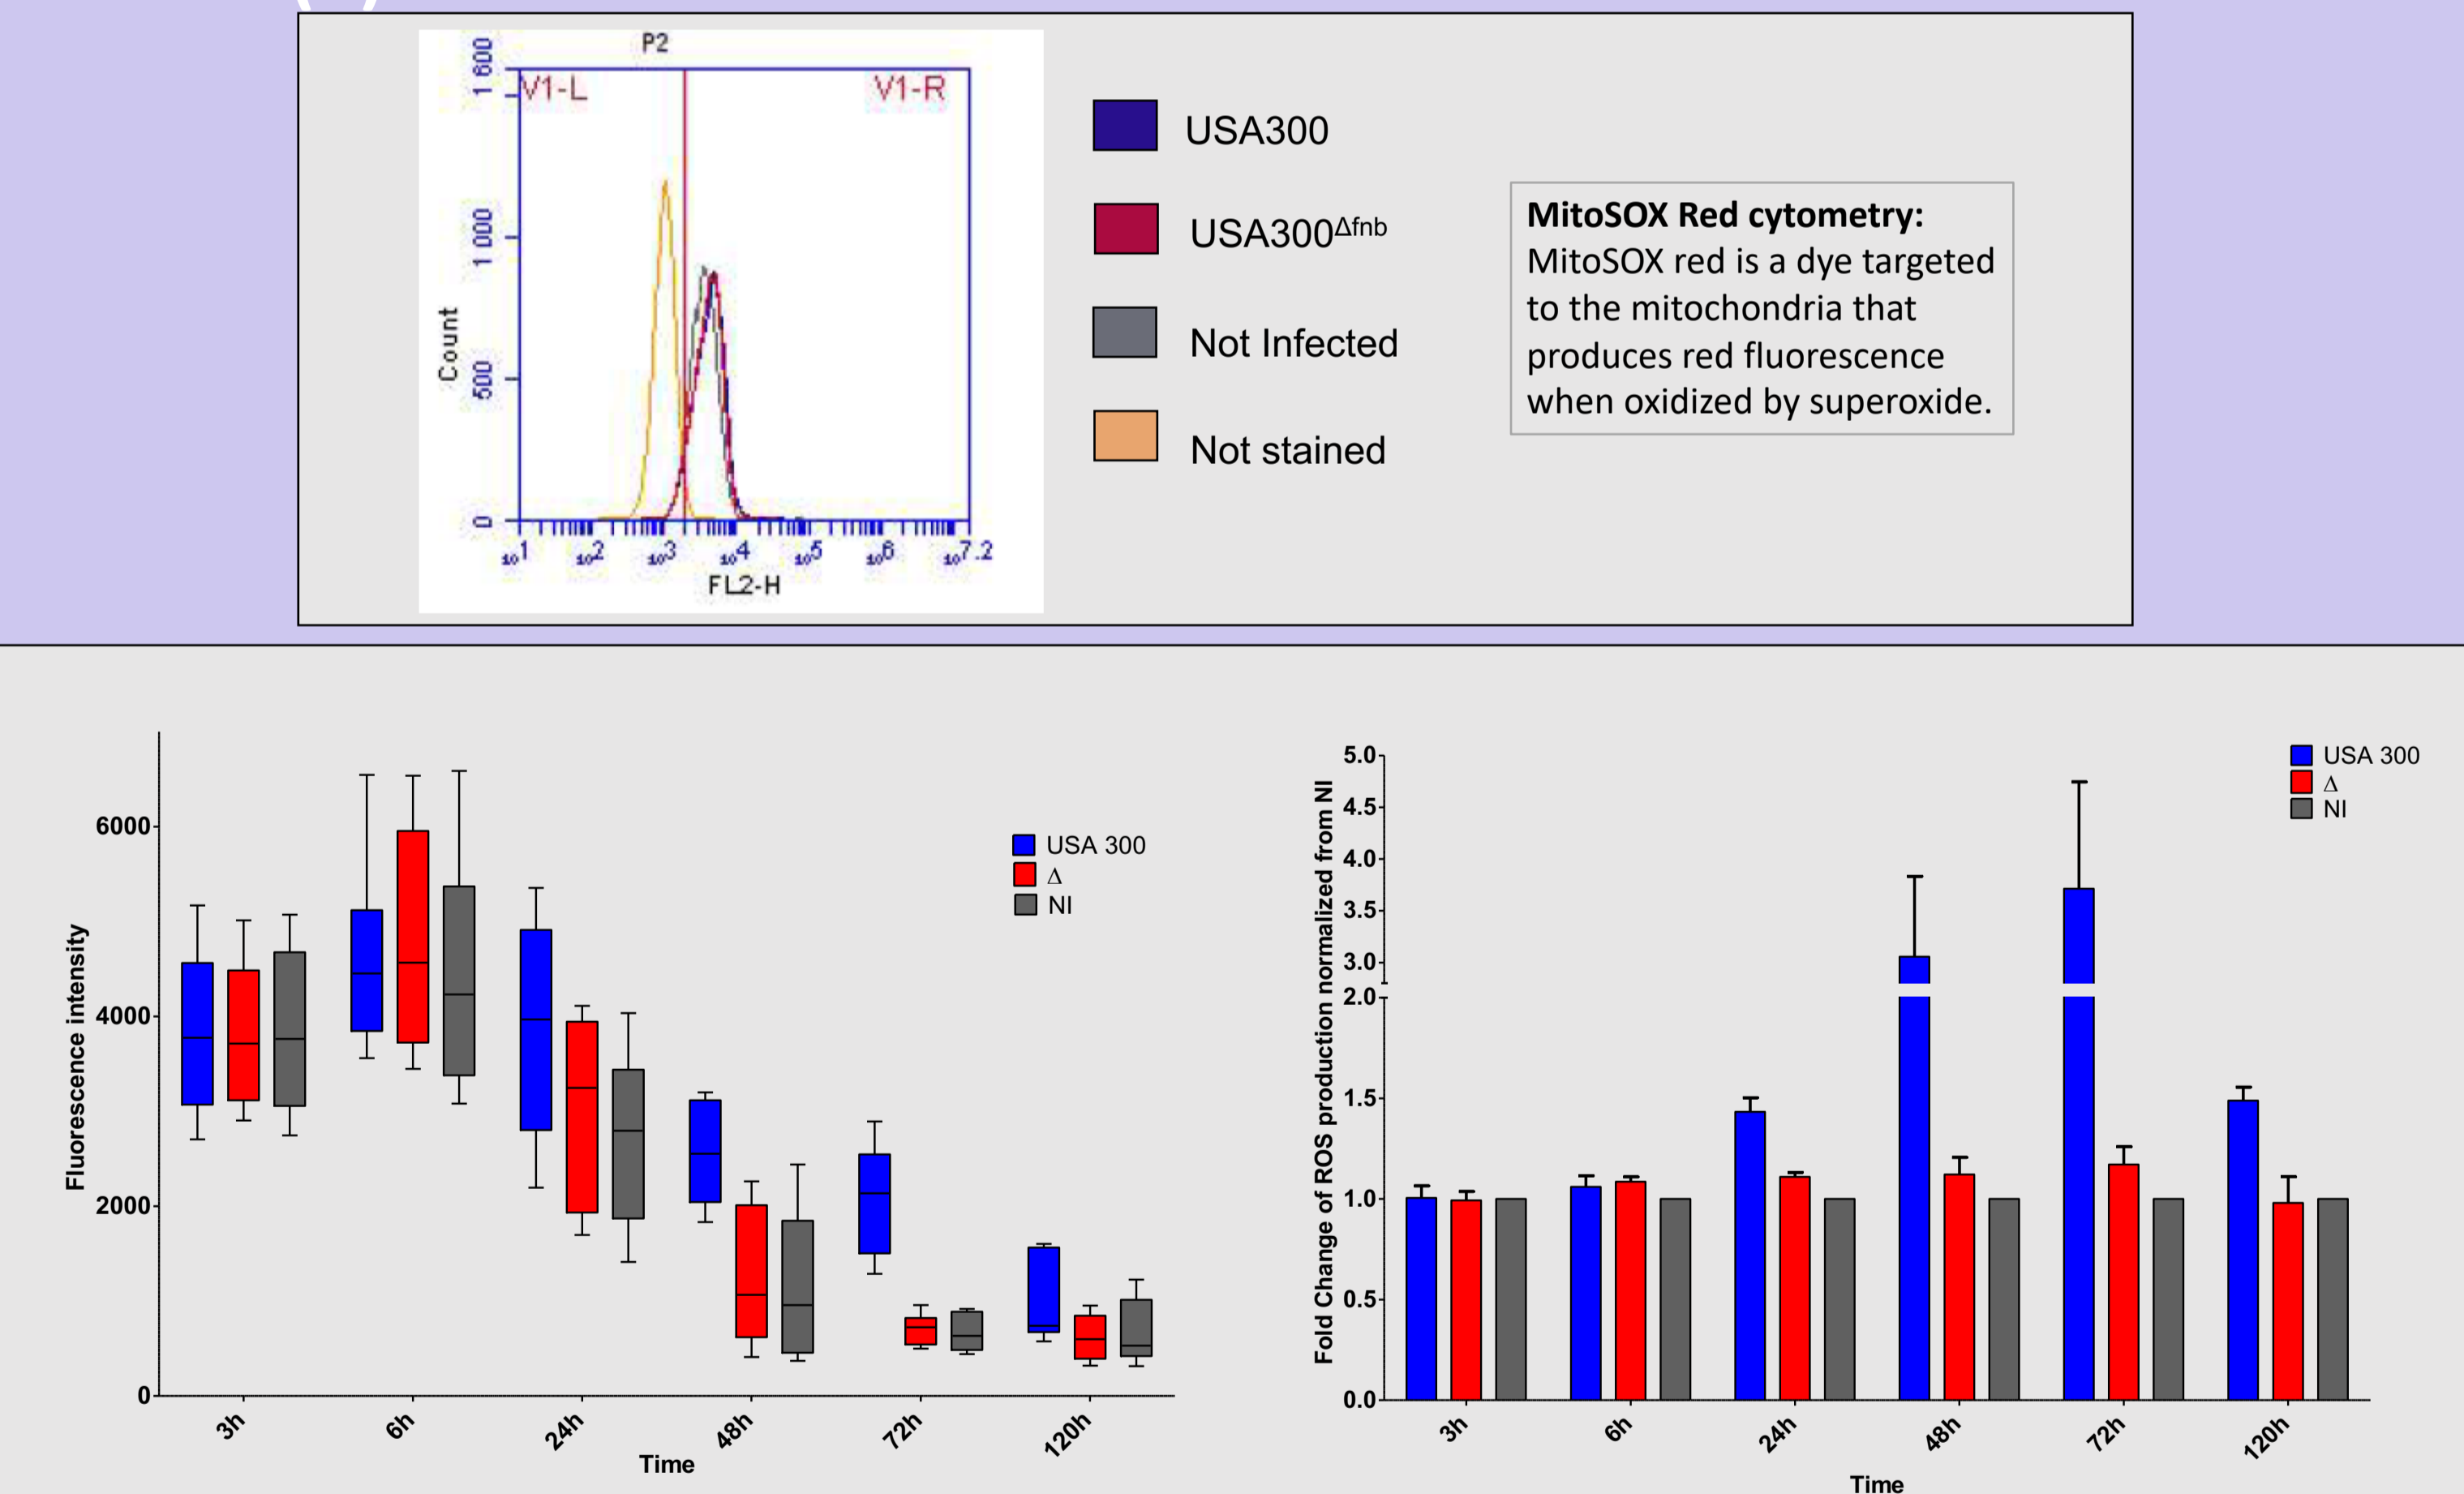 P2
V1-L
V1-R
1 600
1 000
500
0
Count
10^1
10^2
10^3
10^4
10^5
10^6
10^7.2
FL2-H
USA300
USA300^Δfnb
Not Infected
Not stained
MitoSOX Red cytometry:
MitoSOX red is a dye targeted
to the mitochondria that
produces red fluorescence
when oxidized by superoxide.
Fluorescence intensity
6000
4000
2000
0
3h
6h
24h
48h
72h
120h
Time
USA 300
Δ
NI
Fold Change of ROS production normalized from NI
5.0
4.5
4.0
3.5
3.0
2.0
1.5
1.0
0.5
0.0
3h
6h
24h
48h
72h
120h
Time
USA 300
Δ
NI